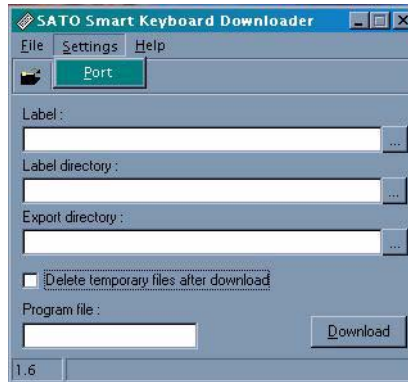 SATO Smart Keyboard Downloader
File Settings Help
Port
Label :
...
Label directory :
...
Export directory :
...
Delete temporary files after download
Program file :
Download
1.6